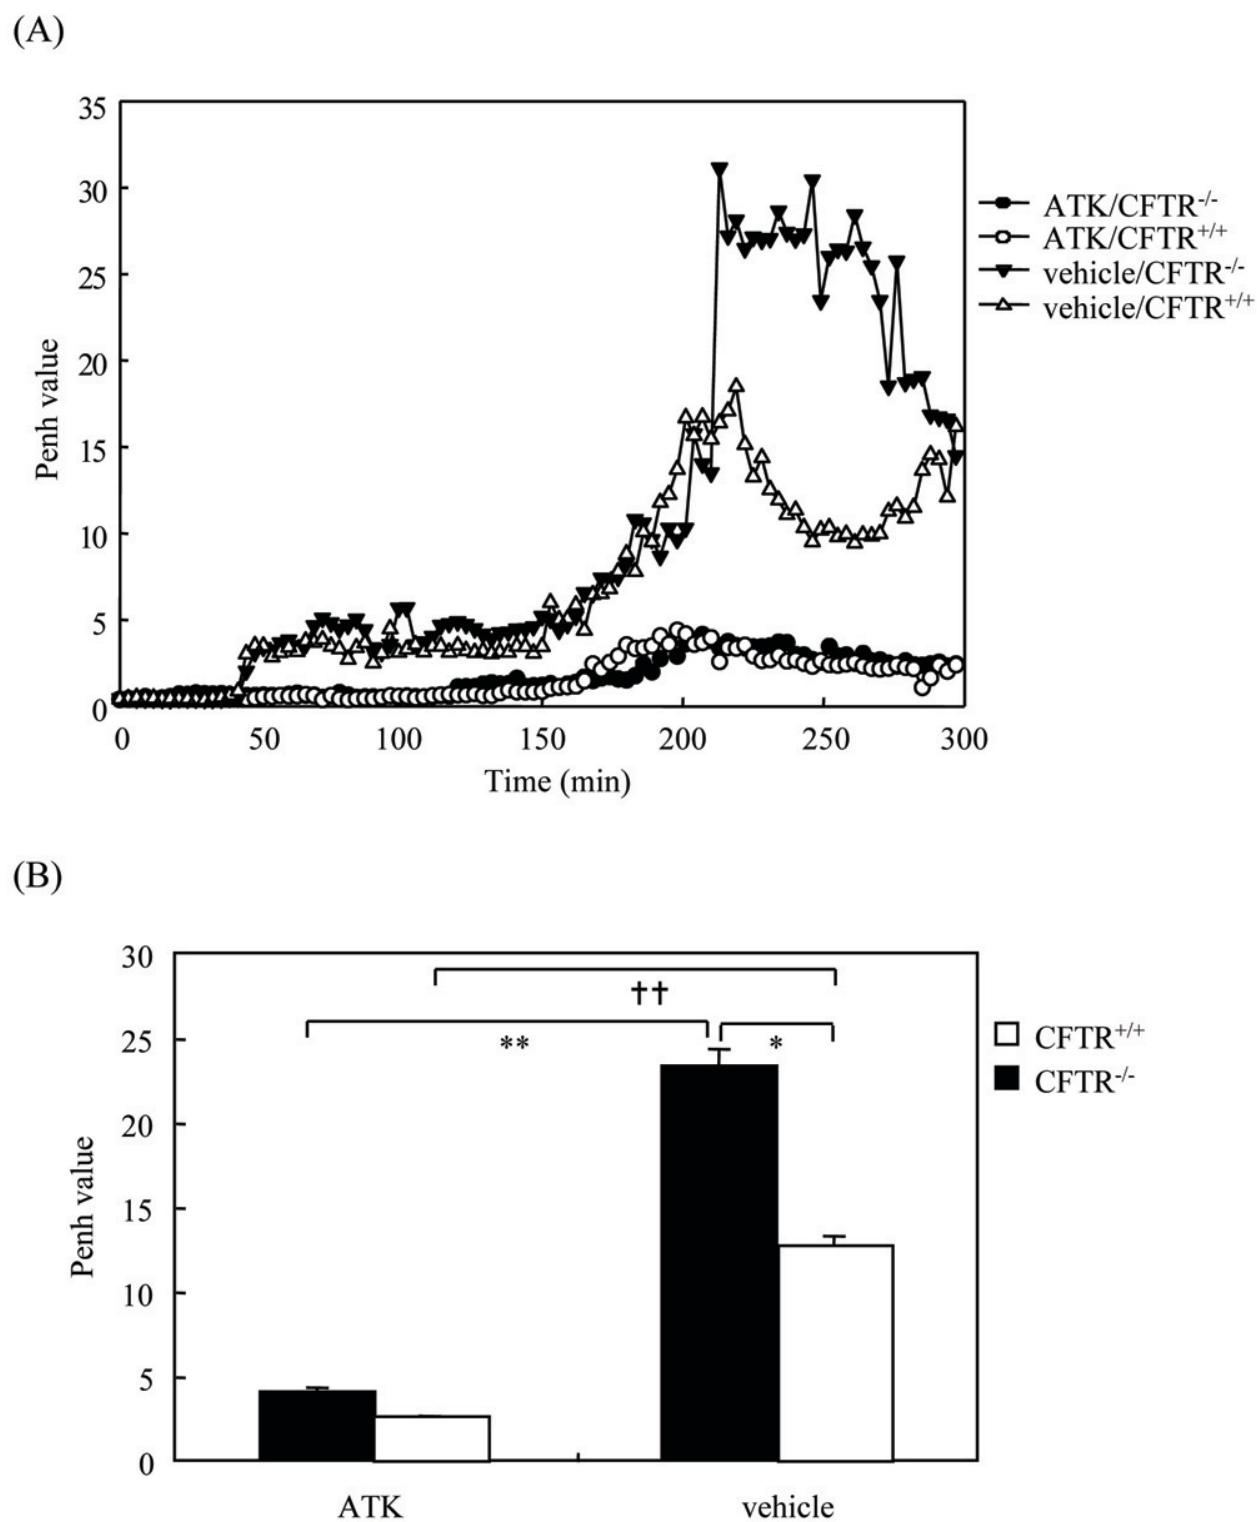 (A)
35
30
25
20
15
10
5
0
Penh value
0 50 100 150 200 250 300
Time (min)
ATK/CFTR-/-
ATK/CFTR+/+
vehicle/CFTR-/-
vehicle/CFTR+/+
(B)
30
25
20
15
10
5
0
Penh value
††
**
*
ATK vehicle
CFTR+/+
CFTR-/-